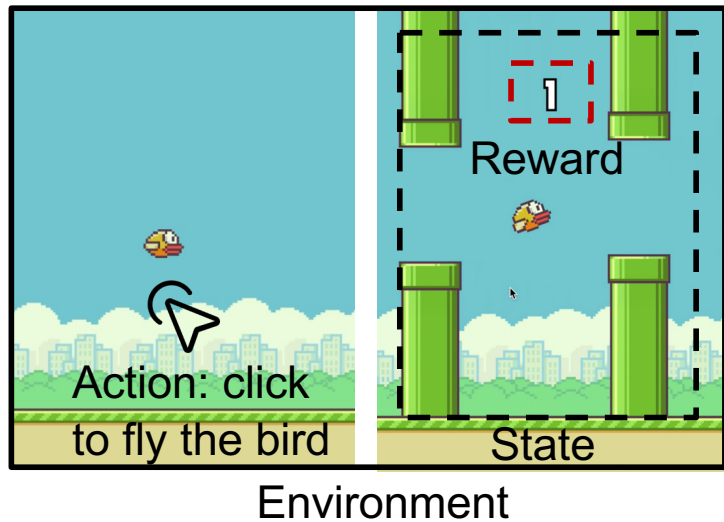 Action: click
to fly the bird
1
Reward
State
Environment